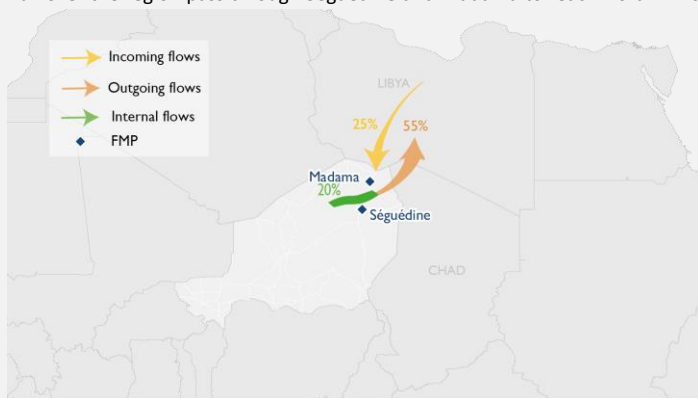 Incoming flows
Outgoing flows
Internal flows
FMP
LIBYA
25%
55%
Madama
20%
Séguédine
CHAD